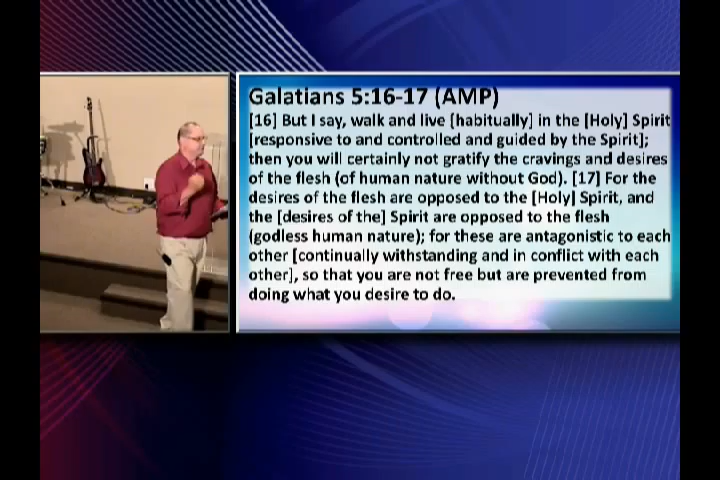 Galatians 5:16-17 (AMP)
[16] But I say, walk and live [habitually] in the [Holy] Spirit
[responsive to and controlled and guided by the Spirit];
then you will certainly not gratify the cravings and desires
of the flesh (of human nature without God). [17] For the
desires of the flesh are opposed to the [Holy] Spirit, and
the [desires of the] Spirit are opposed to the flesh
(godless human nature); for these are antagonistic to each
other [continually withstanding and in conflict with each
other], so that you are not free but are prevented from
doing what you desire to do.